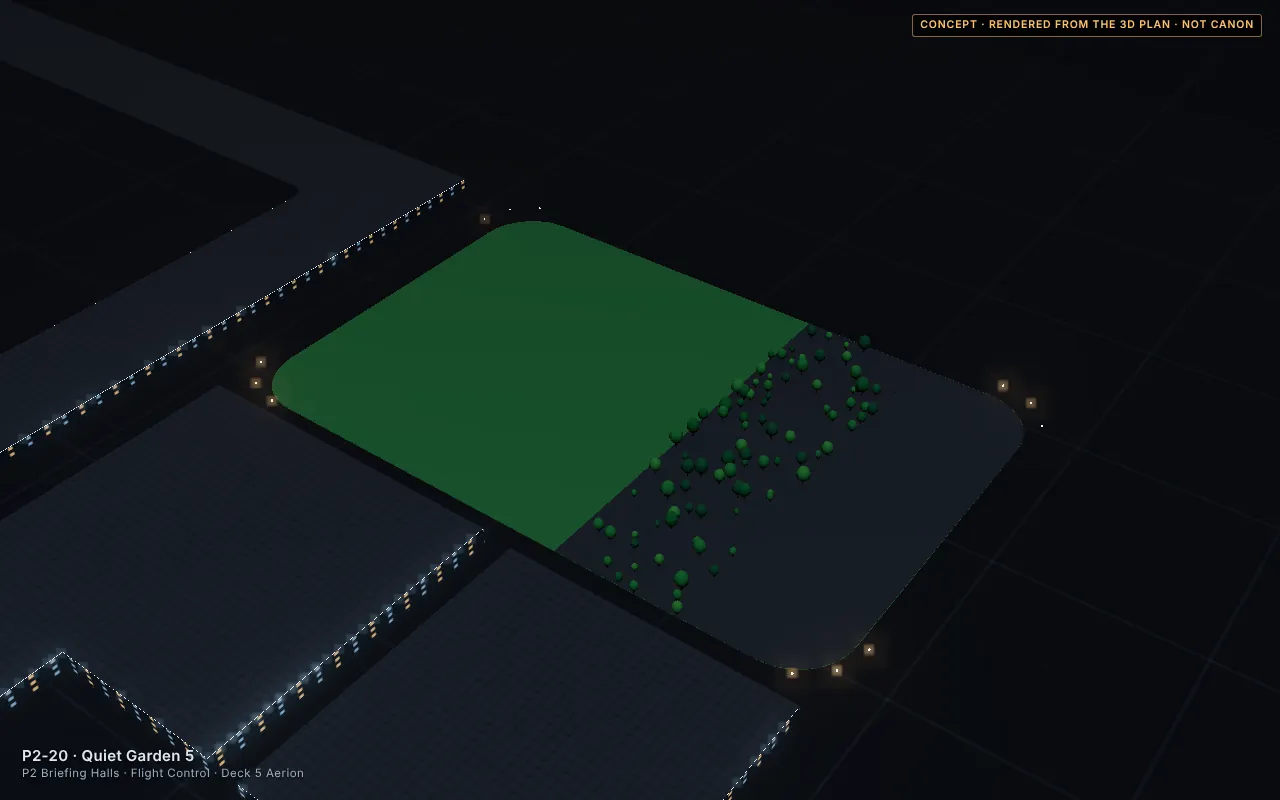 CONCEPT · RENDERED FROM THE 3D PLAN · NOT CANON
P2-20 · Quiet Garden 5
P2 Briefing Halls · Flight Control · Deck 5 Aerion